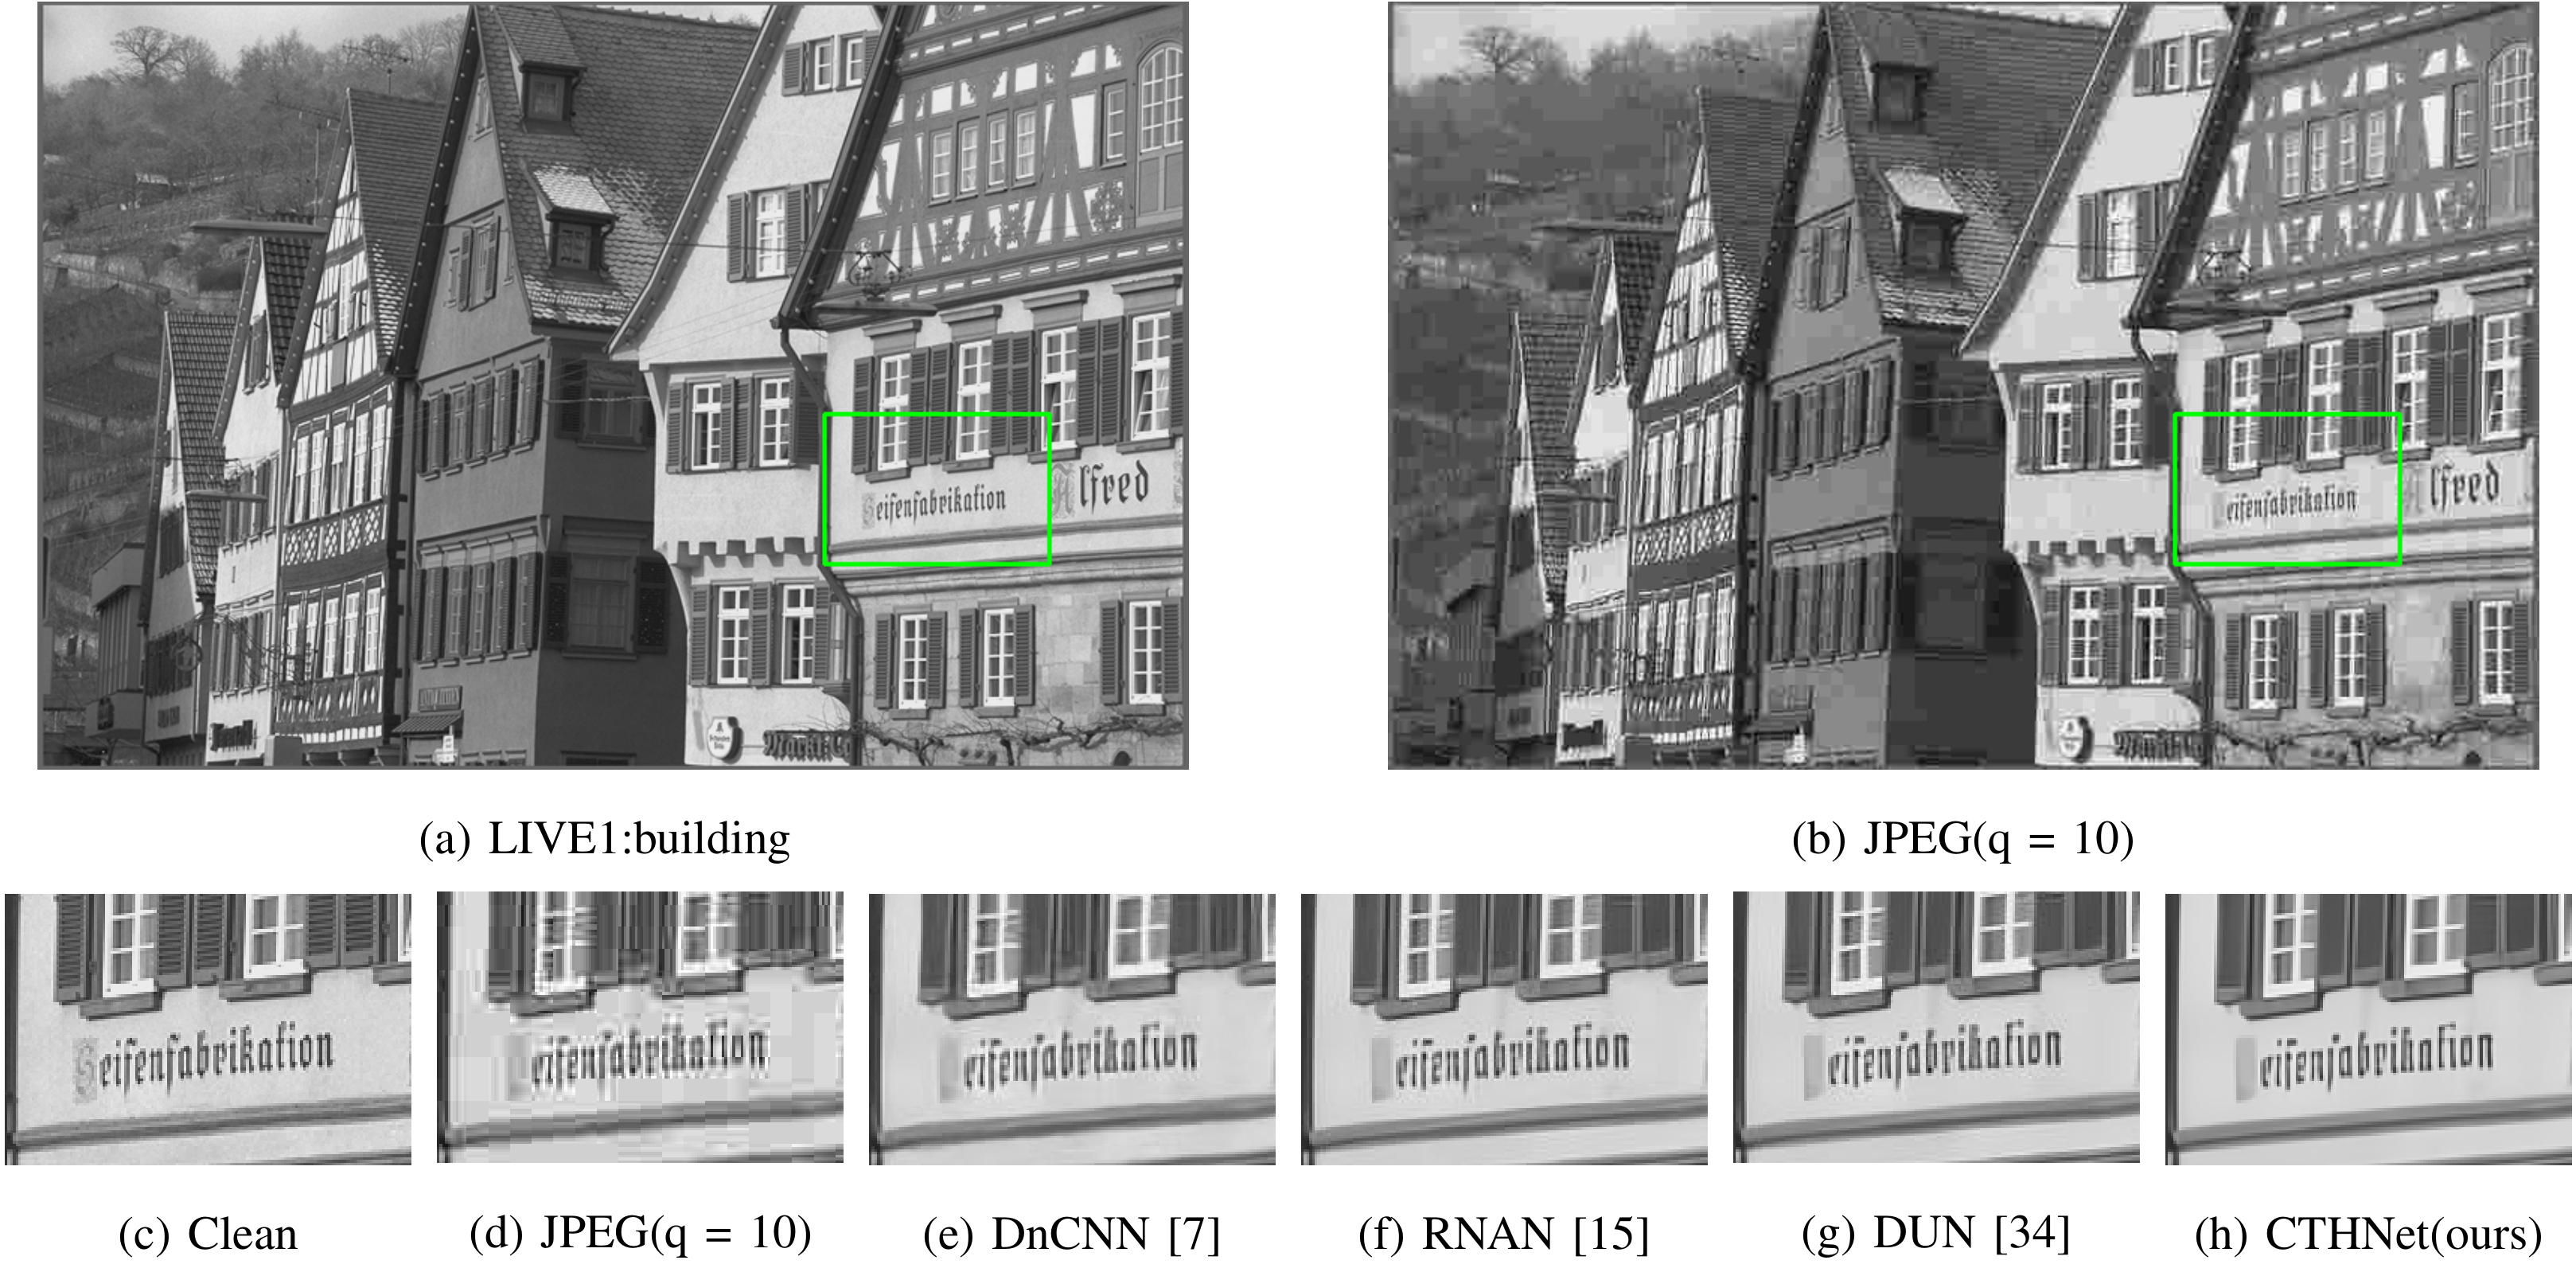 Seifenfabrikation
Alfred
eifenfabrikation
lfred
(a) LIVE1:building
(b) JPEG(q = 10)
Seifenfabrikation
eifenfabrikation
eifenfabrikation
eifenfabrikation
eifenfabrikation
eifenfabrikation
(c) Clean
(d) JPEG(q = 10)
(e) DnCNN [7]
(f) RNAN [15]
(g) DUN [34]
(h) CTHNet(ours)